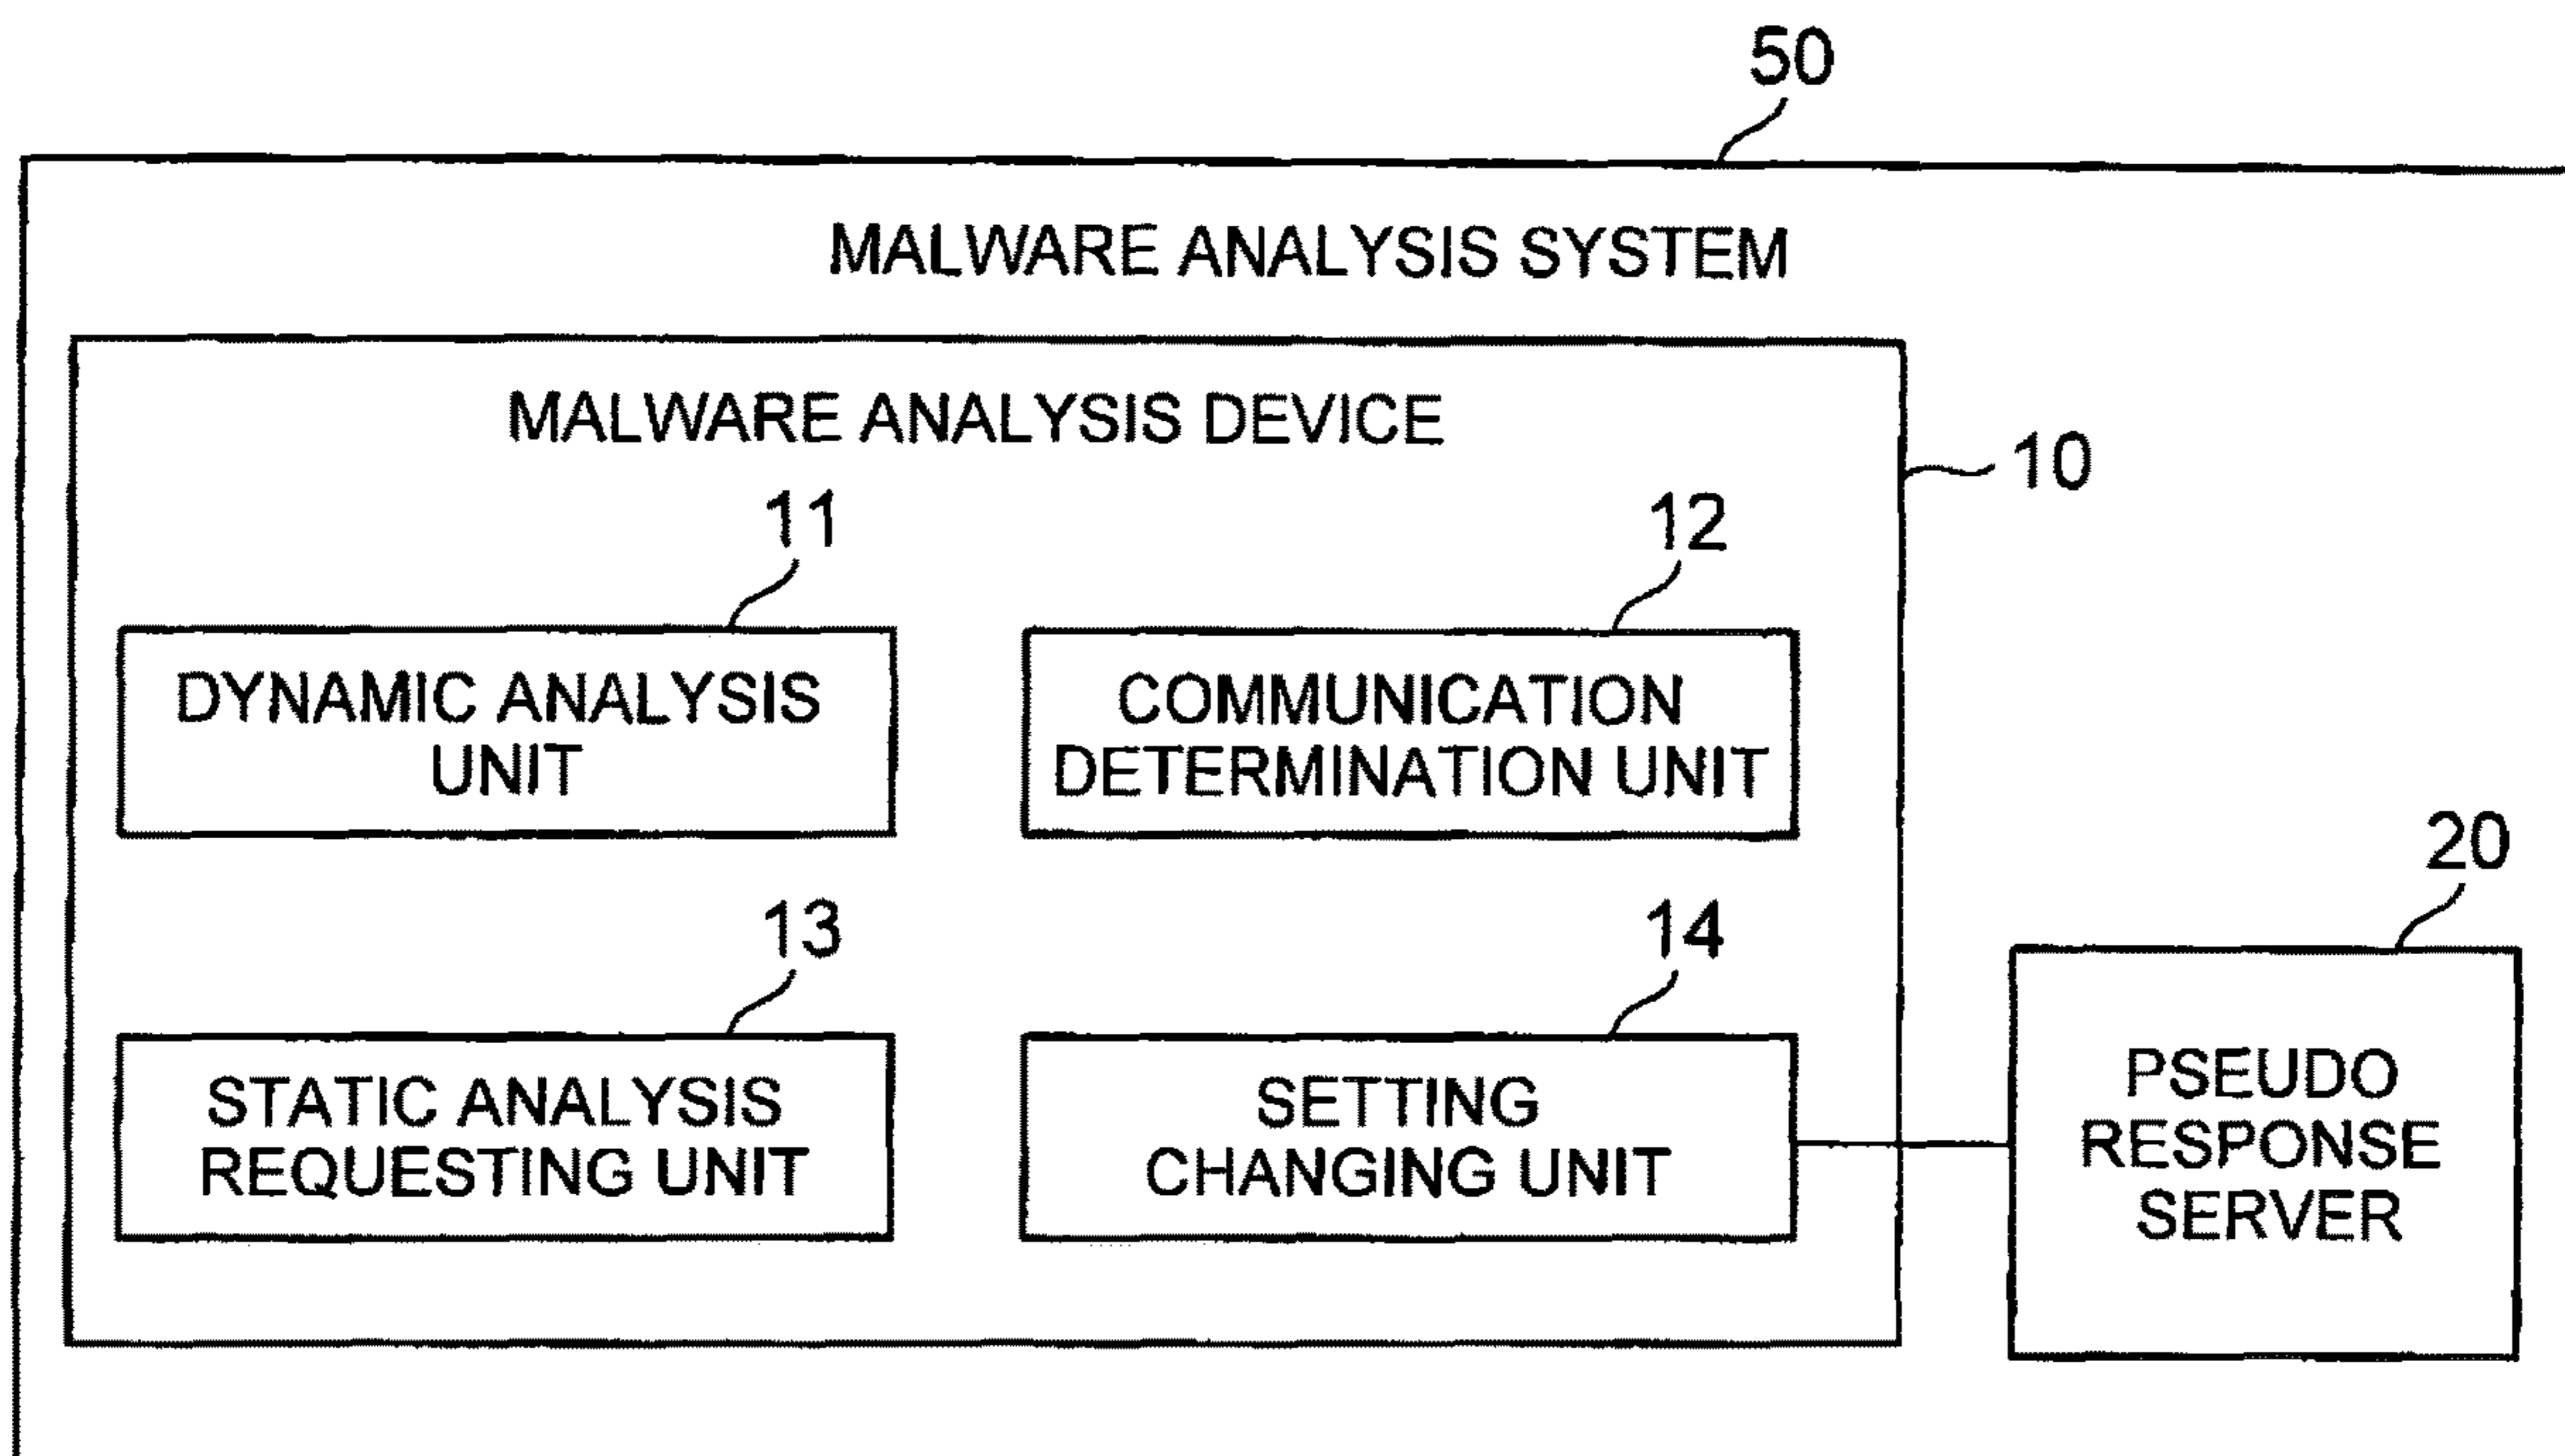 50
MALWARE ANALYSIS SYSTEM
MALWARE ANALYSIS DEVICE
10
11
12
DYNAMIC ANALYSIS
UNIT
COMMUNICATION
DETERMINATION UNIT
20
13
14
STATIC ANALYSIS
REQUESTING UNIT
SETTING
CHANGING UNIT
PSEUDO
RESPONSE
SERVER